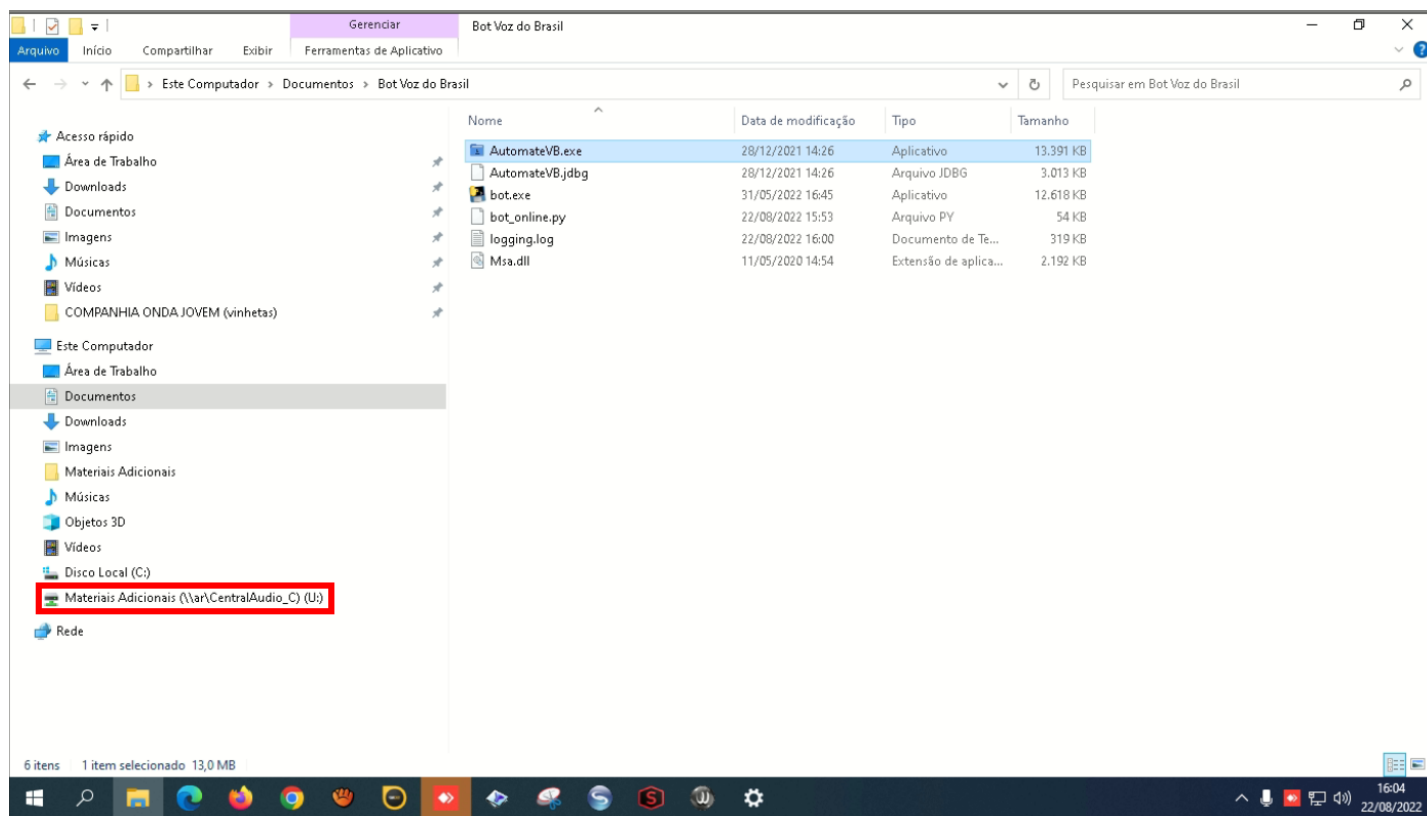 Gerenciar
Bot Voz do Brasil
Arquivo Início Compartilhar Exibir Ferramentas de Aplicativo
Este Computador > Documentos > Bot Voz do Brasil
Pesquisar em Bot Voz do Brasil
Acesso rápido
Área de Trabalho
Downloads
Documentos
Imagens
Músicas
Vídeos
COMPANHIA ONDA JOVEM (vinhetas)
Este Computador
Área de Trabalho
Documentos
Downloads
Imagens
Materiais Adicionais
Músicas
Objetos 3D
Vídeos
Disco Local (C:)
Materiais Adicionais (\\ar\CentralAudio_C) (U:)
Rede
Nome Data de modificação Tipo Tamanho
AutomateVB.exe 28/12/2021 14:26 Aplicativo 13.391 KB
AutomateVB.jdbg 28/12/2021 14:26 Arquivo JDBG 3.013 KB
bot.exe 31/05/2022 16:45 Aplicativo 12.618 KB
bot_online.py 22/08/2022 15:53 Arquivo PY 54 KB
logging.log 22/08/2022 16:00 Documento de Te... 319 KB
Msa.dll 11/05/2020 14:54 Extensão de aplica... 2.192 KB
6 itens 1 item selecionado 13,0 MB
16:04
22/08/2022